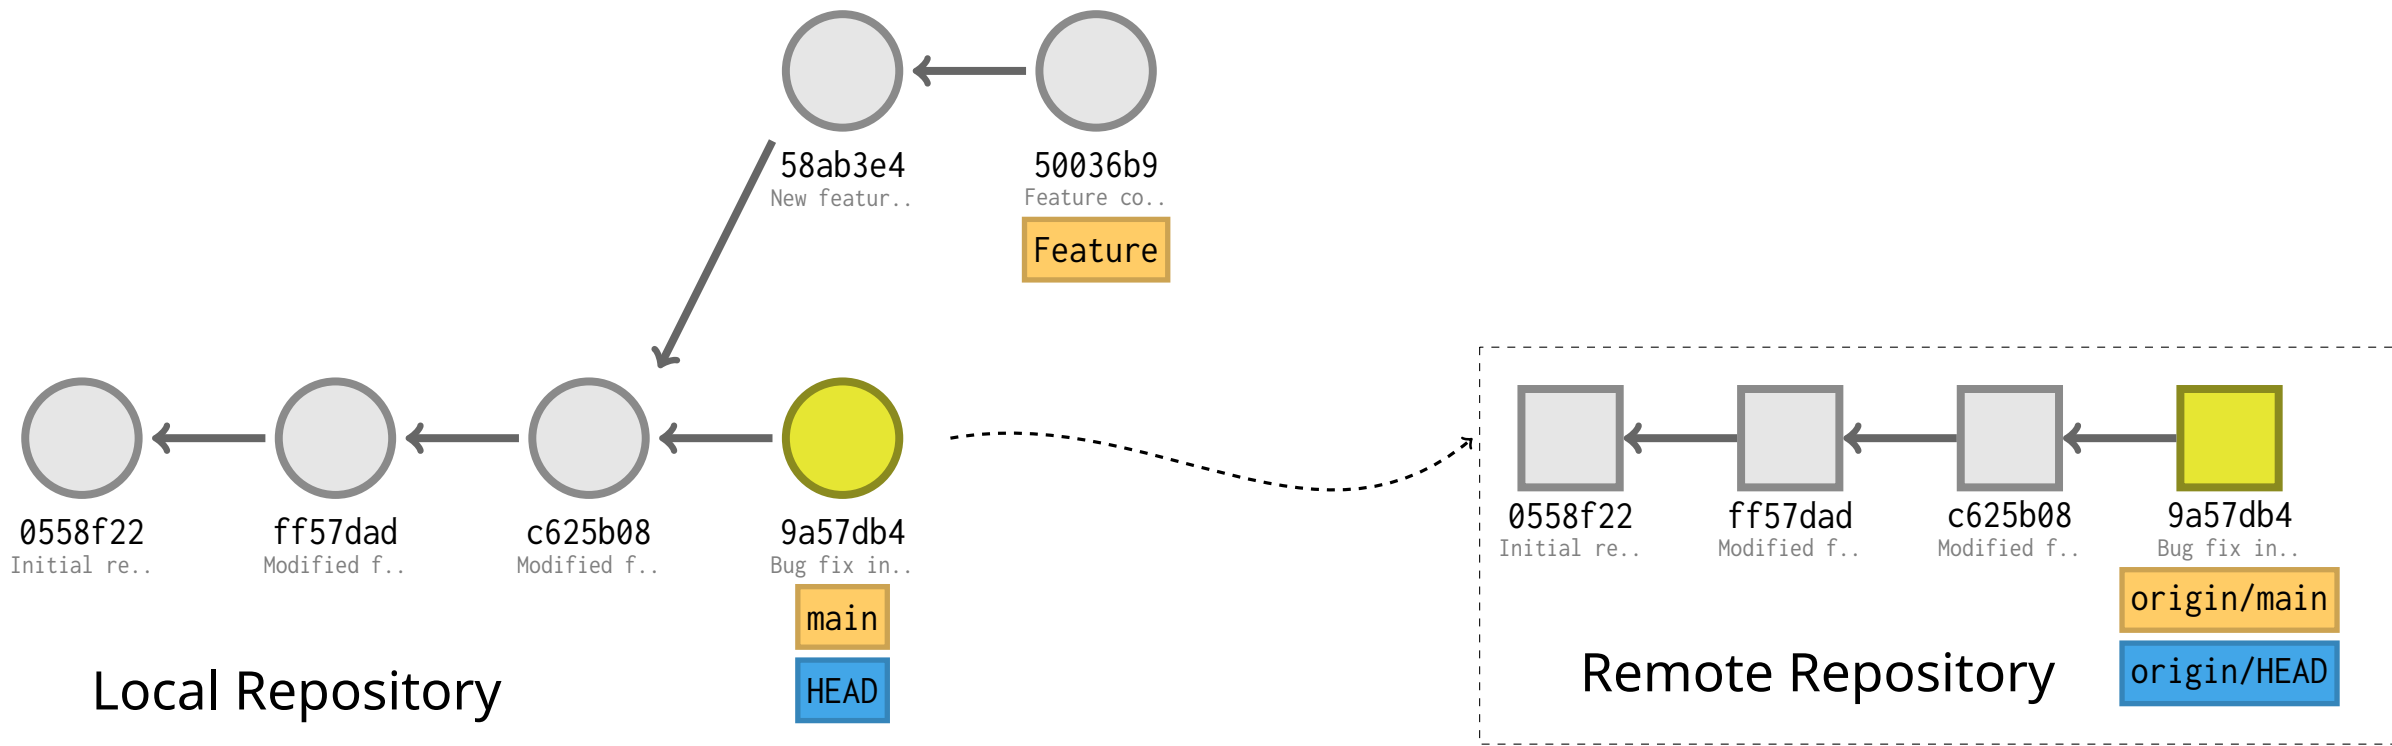 58ab3e4
New featur..
50036b9
Feature co..
Feature
0558f22
Initial re..
ff57dad
Modified f..
c625b08
Modified f..
9a57db4
Bug fix in..
main
HEAD
Local Repository
0558f22
Initial re..
ff57dad
Modified f..
c625b08
Modified f..
9a57db4
Bug fix in..
origin/main
origin/HEAD
Remote Repository